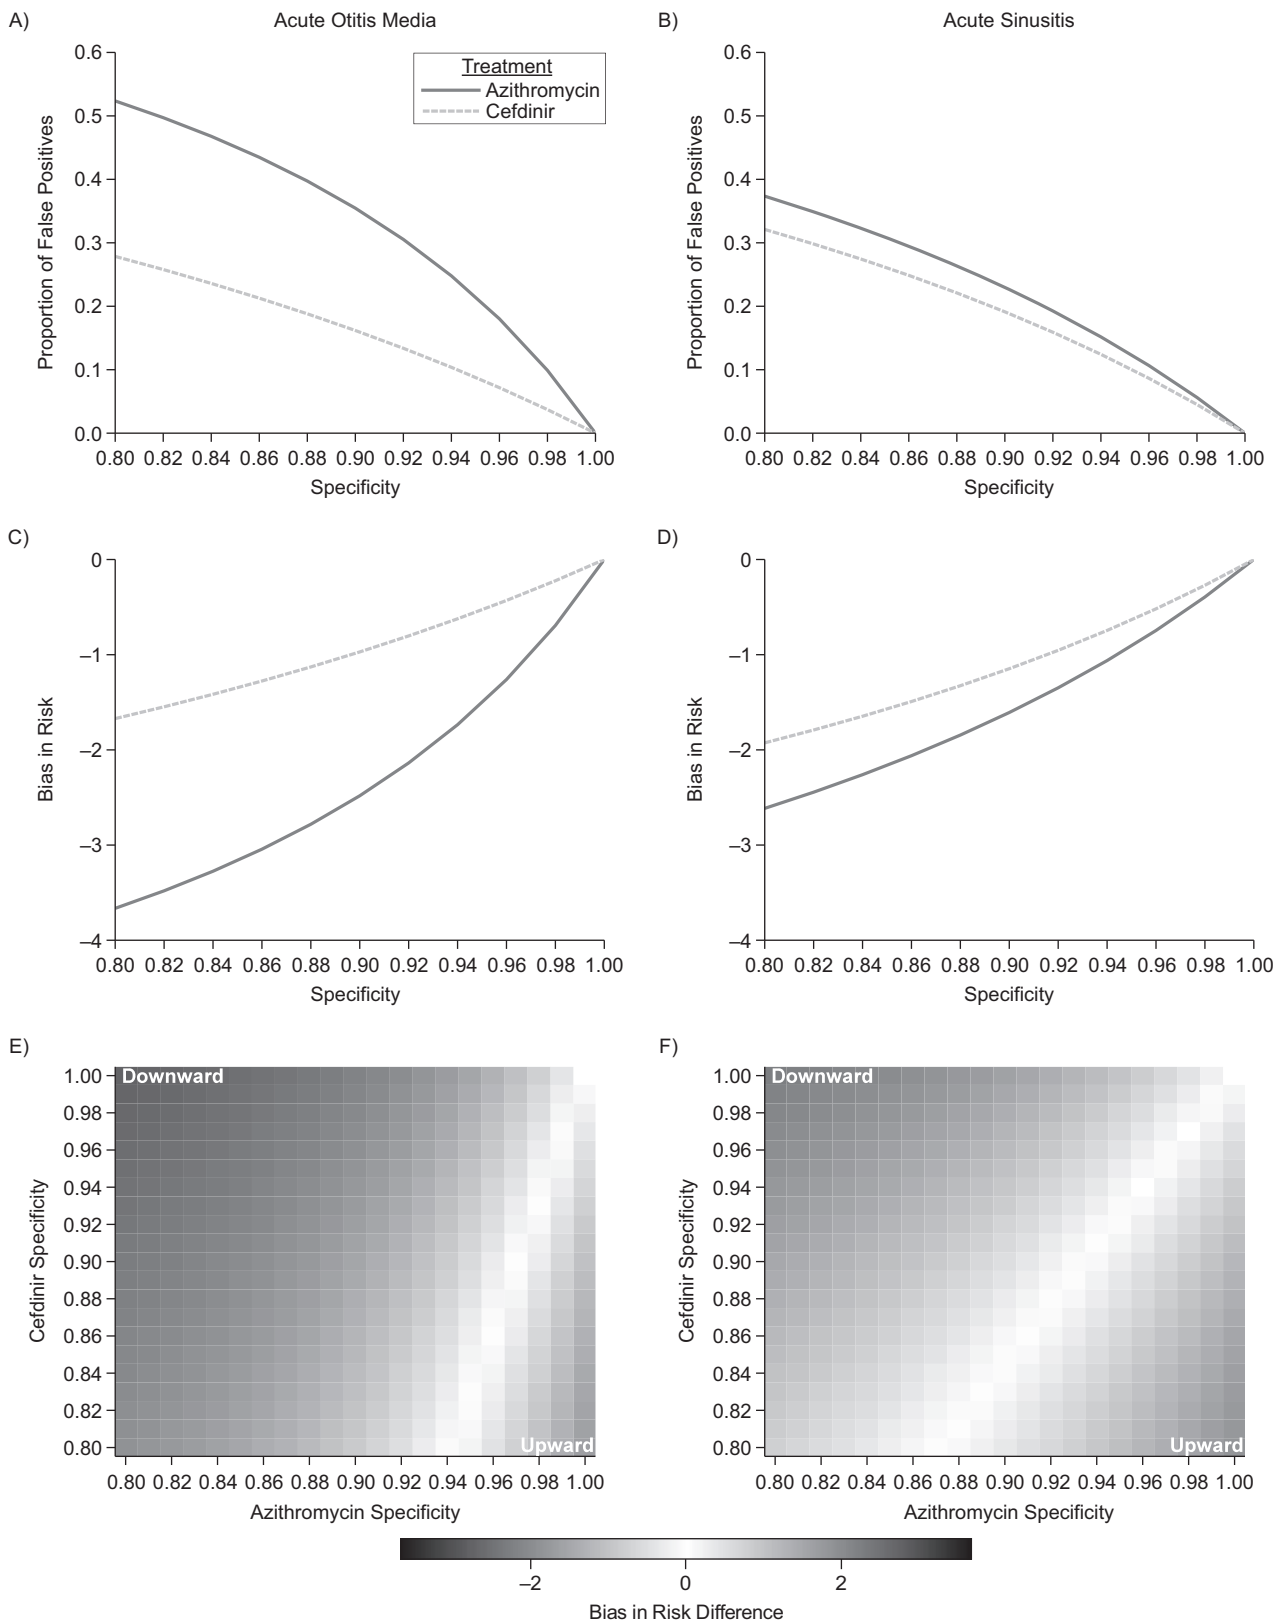 A)
Acute Otitis Media
Proportion of False Positives
0.6
0.5
0.4
0.3
0.2
0.1
0.0
Treatment
Azithromycin
Cefdinir
0.80 0.82 0.84 0.86 0.88 0.90 0.92 0.94 0.96 0.98 1.00
Specificity
B)
Acute Sinusitis
Proportion of False Positives
0.6
0.5
0.4
0.3
0.2
0.1
0.0
0.80 0.82 0.84 0.86 0.88 0.90 0.92 0.94 0.96 0.98 1.00
Specificity
C)
Bias in Risk
0
–1
–2
–3
–4
0.80 0.82 0.84 0.86 0.88 0.90 0.92 0.94 0.96 0.98 1.00
Specificity
D)
Bias in Risk
0
–1
–2
–3
–4
0.80 0.82 0.84 0.86 0.88 0.90 0.92 0.94 0.96 0.98 1.00
Specificity
E)
Cefdinir Specificity
1.00
0.98
0.96
0.94
0.92
0.90
0.88
0.86
0.84
0.82
0.80
Downward
Upward
0.80 0.82 0.84 0.86 0.88 0.90 0.92 0.94 0.96 0.98 1.00
Azithromycin Specificity
F)
Cefdinir Specificity
1.00
0.98
0.96
0.94
0.92
0.90
0.88
0.86
0.84
0.82
0.80
Downward
Upward
0.80 0.82 0.84 0.86 0.88 0.90 0.92 0.94 0.96 0.98 1.00
Azithromycin Specificity
–2 0 2
Bias in Risk Difference